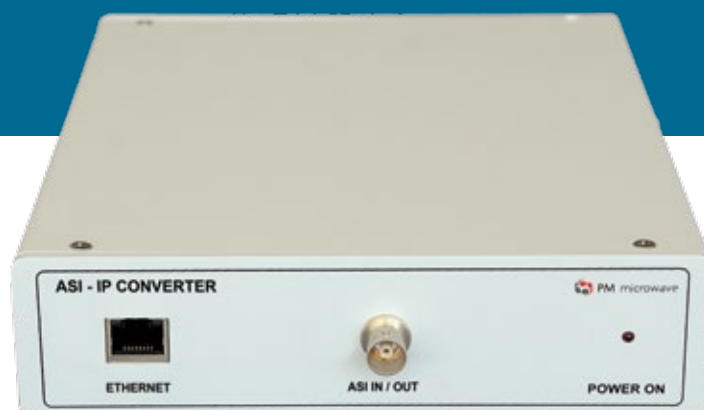 ASI - IP CONVERTER
PM microwave
ETHERNET
ASI IN / OUT
POWER ON